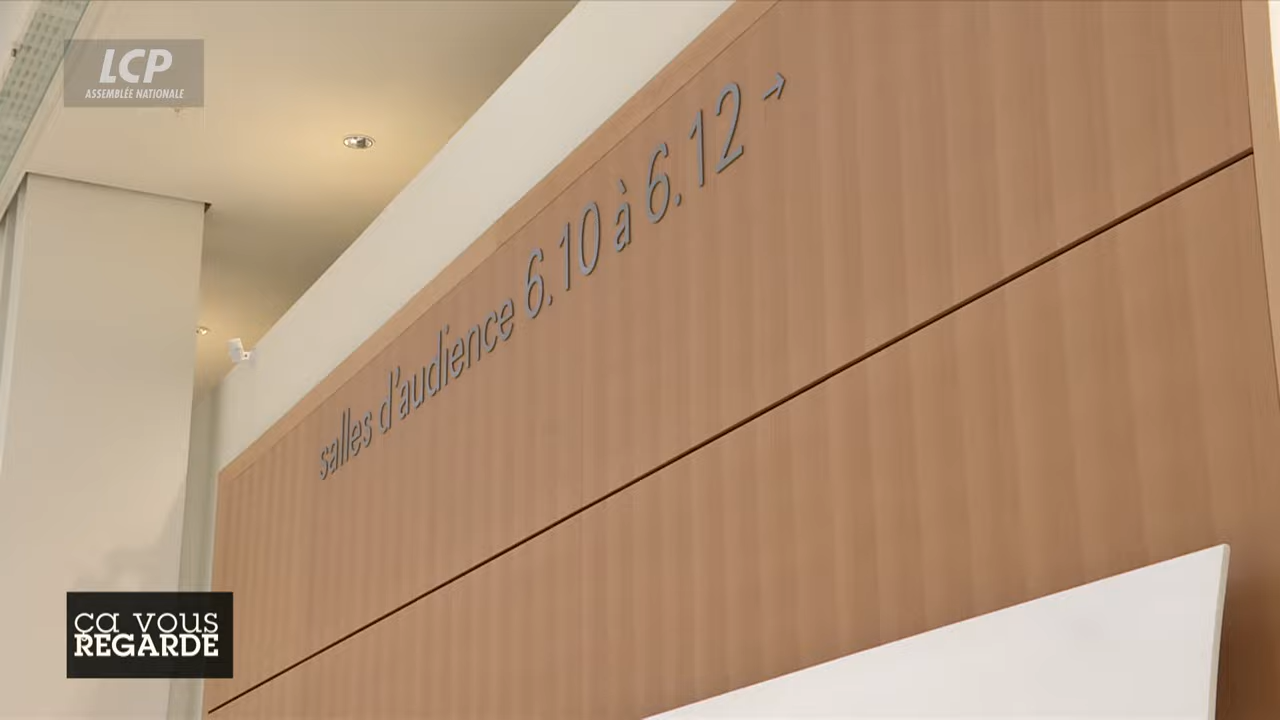 LCP
ASSEMBLÉE NATIONALE
salles d'audience 6.10 à 6.12 →
ça vous
REGARDE